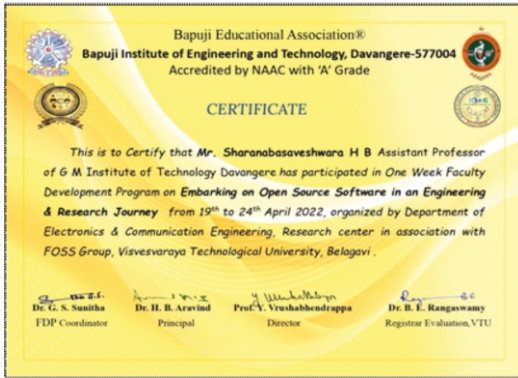 Bapuji Educational Association®
Bapuji Institute of Engineering and Technology, Davangere-577004
Accredited by NAAC with 'A' Grade
CERTIFICATE
This is to Certify that Mr. Sharanabasaveshwara H B Assistant Professor
of G M Institute of Technology Davangere has participated in One Week Faculty
Development Program on Embarking on Open Source Software in an Engineering
& Research Journey from 19th to 24th April 2022, organized by Department of
Electronics & Communication Engineering, Research center in association with
FOSS Group, Visvesvaraya Technological University, Belagavi .
Dr. G. S. Sunitha Dr. H. B. Aravind Prof. Y. Vrushabhendrappa Dr. B. E. Rangaswamy
FDP Coordinator Principal Director Registrar Evaluation,VTU